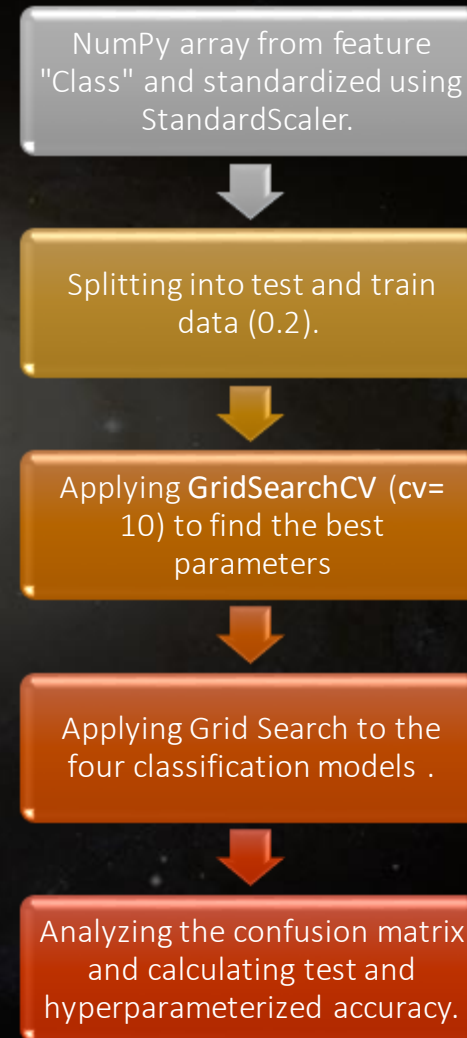 NumPy array from feature
"Class" and standardized using
StandardScaler.
Splitting into test and train
data (0.2).
Applying GridSearchCV (cv=
10) to find the best
parameters
Applying Grid Search to the
four classification models .
Analyzing the confusion matrix
and calculating test and
hyperparameterized accuracy.